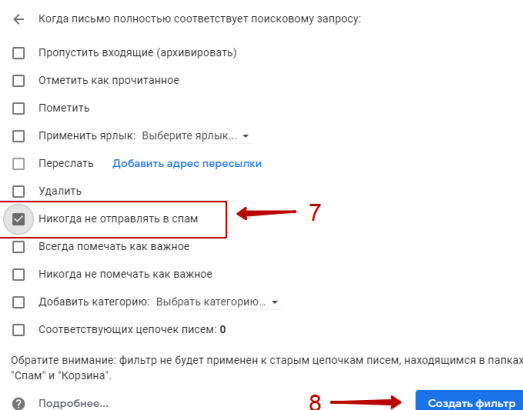 Когда письмо полностью соответствует поисковому запросу:
Пропустить входящие (архивировать)
Отметить как прочитанное
Пометить
Применить ярлык: Выберите ярлык...
Переслать Добавить адрес пересылки
Удалить
Никогда не отправлять в спам 7
Всегда помечать как важное
Никогда не помечать как важное
Добавить категорию: Выбрать категорию...
Соответствующих цепочек писем: 0
Обратите внимание: фильтр не будет применен к старым цепочкам писем, находящимся в папках
"Спам" и "Корзина".
? Подробнее... 8 Создать фильтр